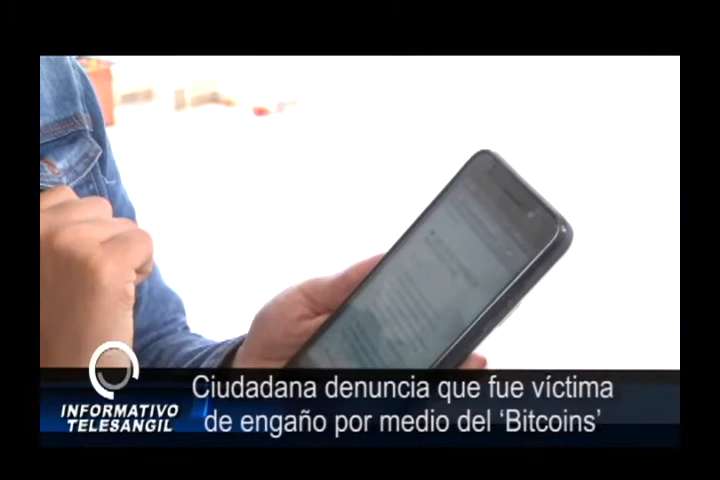 Ciudadana denuncia que fue víctima
de engaño por medio del ‘Bitcoins’
INFORMATIVO
TELESANGIL